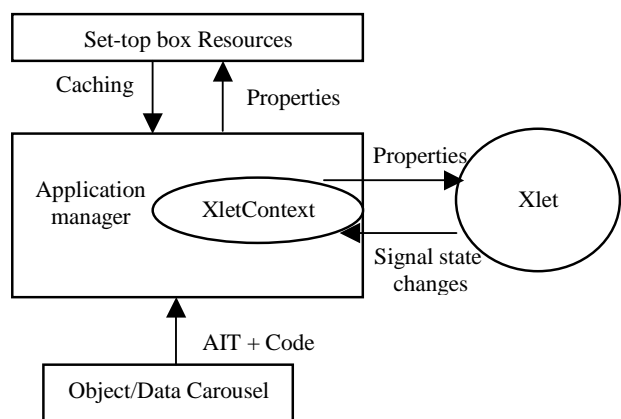 Set-top box Resources
Caching
Properties
Properties
Application
manager
XletContext
Xlet
Signal state
changes
AIT + Code
Object/Data Carousel